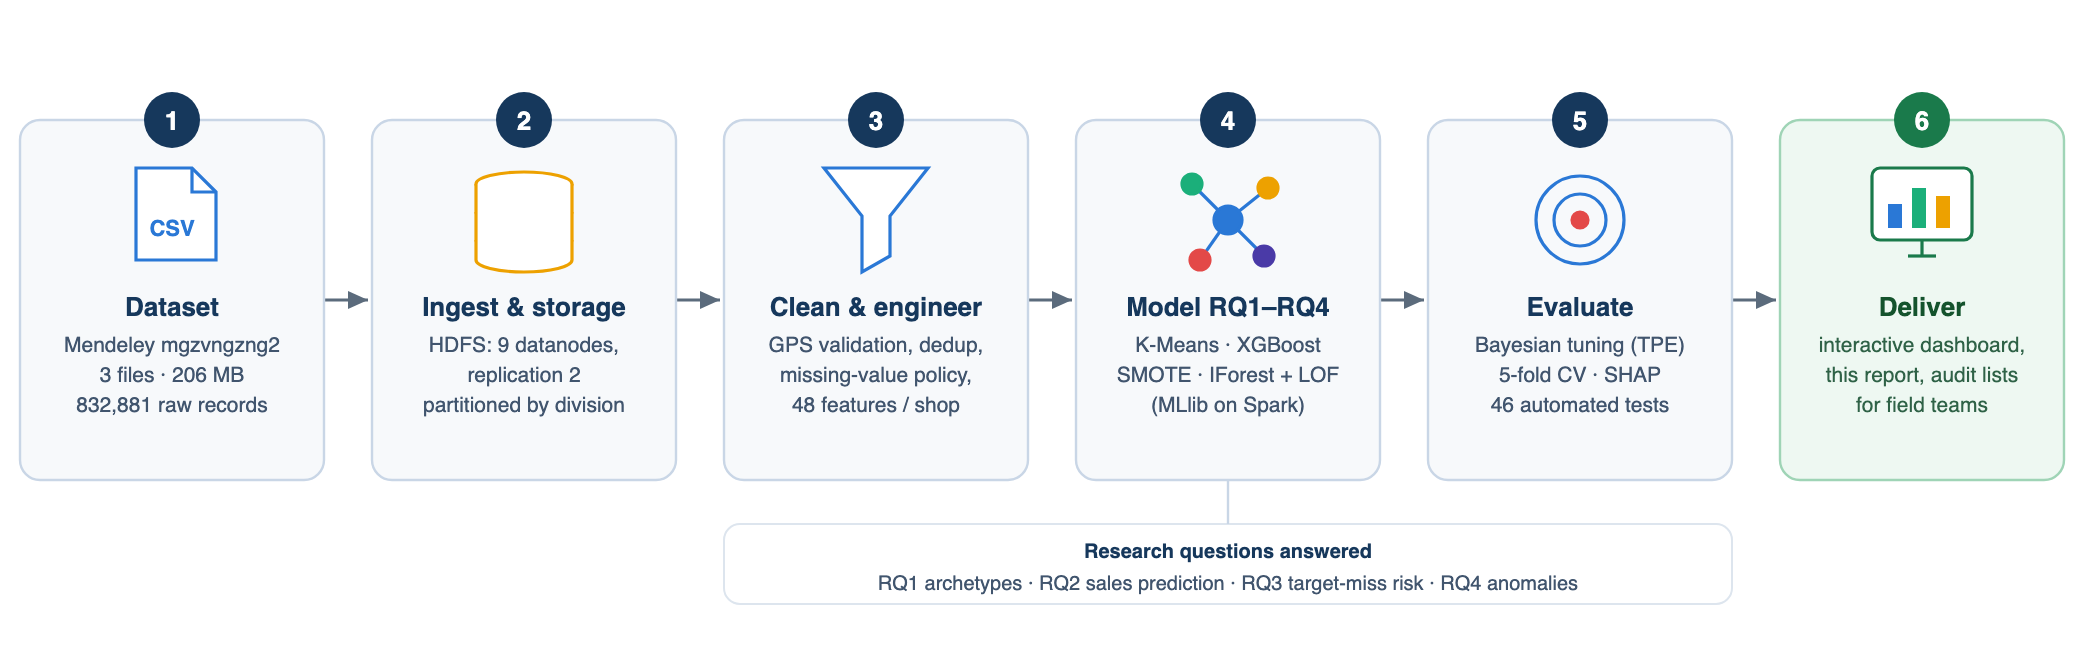 1
CSV
Dataset
Mendeley mgzvngzng2
3 files · 206 MB
832,881 raw records
2
Ingest & storage
HDFS: 9 datanodes,
replication 2
partitioned by division
3
Clean & engineer
GPS validation, dedup,
missing-value policy,
48 features / shop
4
Model RQ1–RQ4
K-Means · XGBoost
SMOTE · IForest + LOF
(MLlib on Spark)
5
Evaluate
Bayesian tuning (TPE)
5-fold CV · SHAP
46 automated tests
6
Deliver
interactive dashboard,
this report, audit lists
for field teams
Research questions answered
RQ1 archetypes · RQ2 sales prediction · RQ3 target-miss risk · RQ4 anomalies